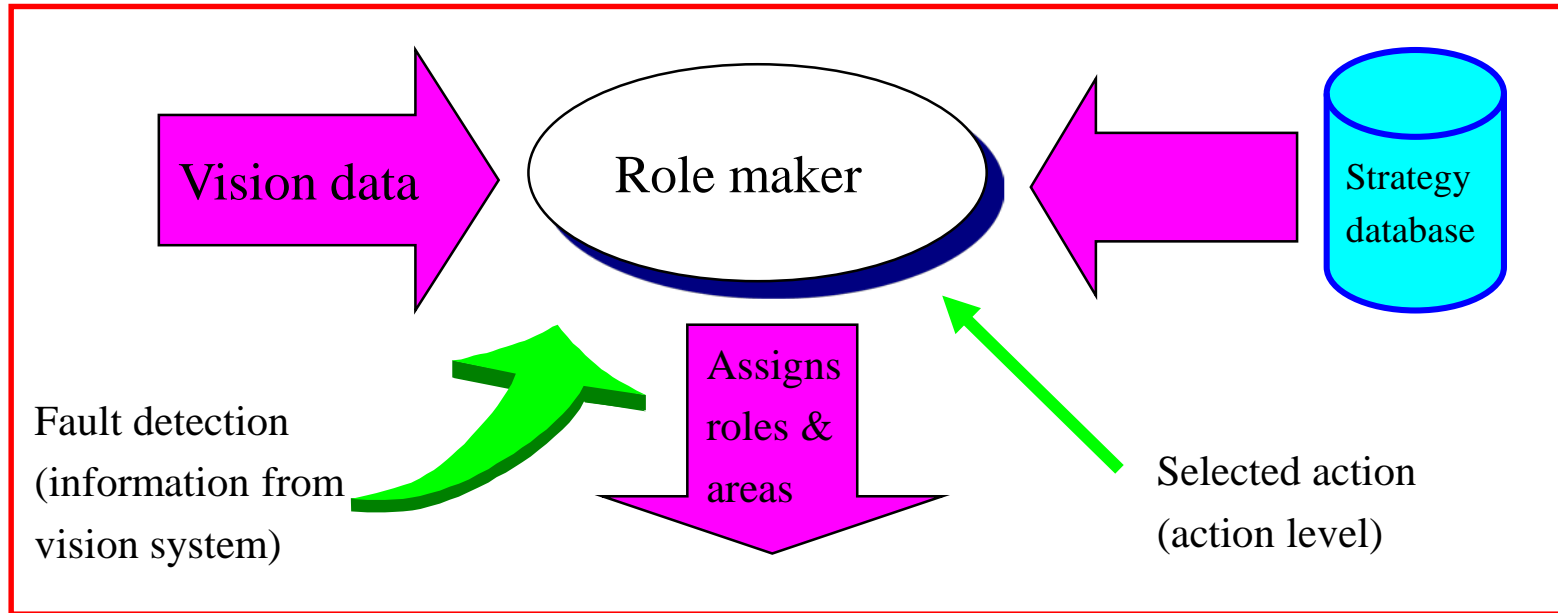 Vision data
Role maker
Strategy
database
Assigns
roles &
areas
Fault detection
(information from
vision system)
Selected action
(action level)